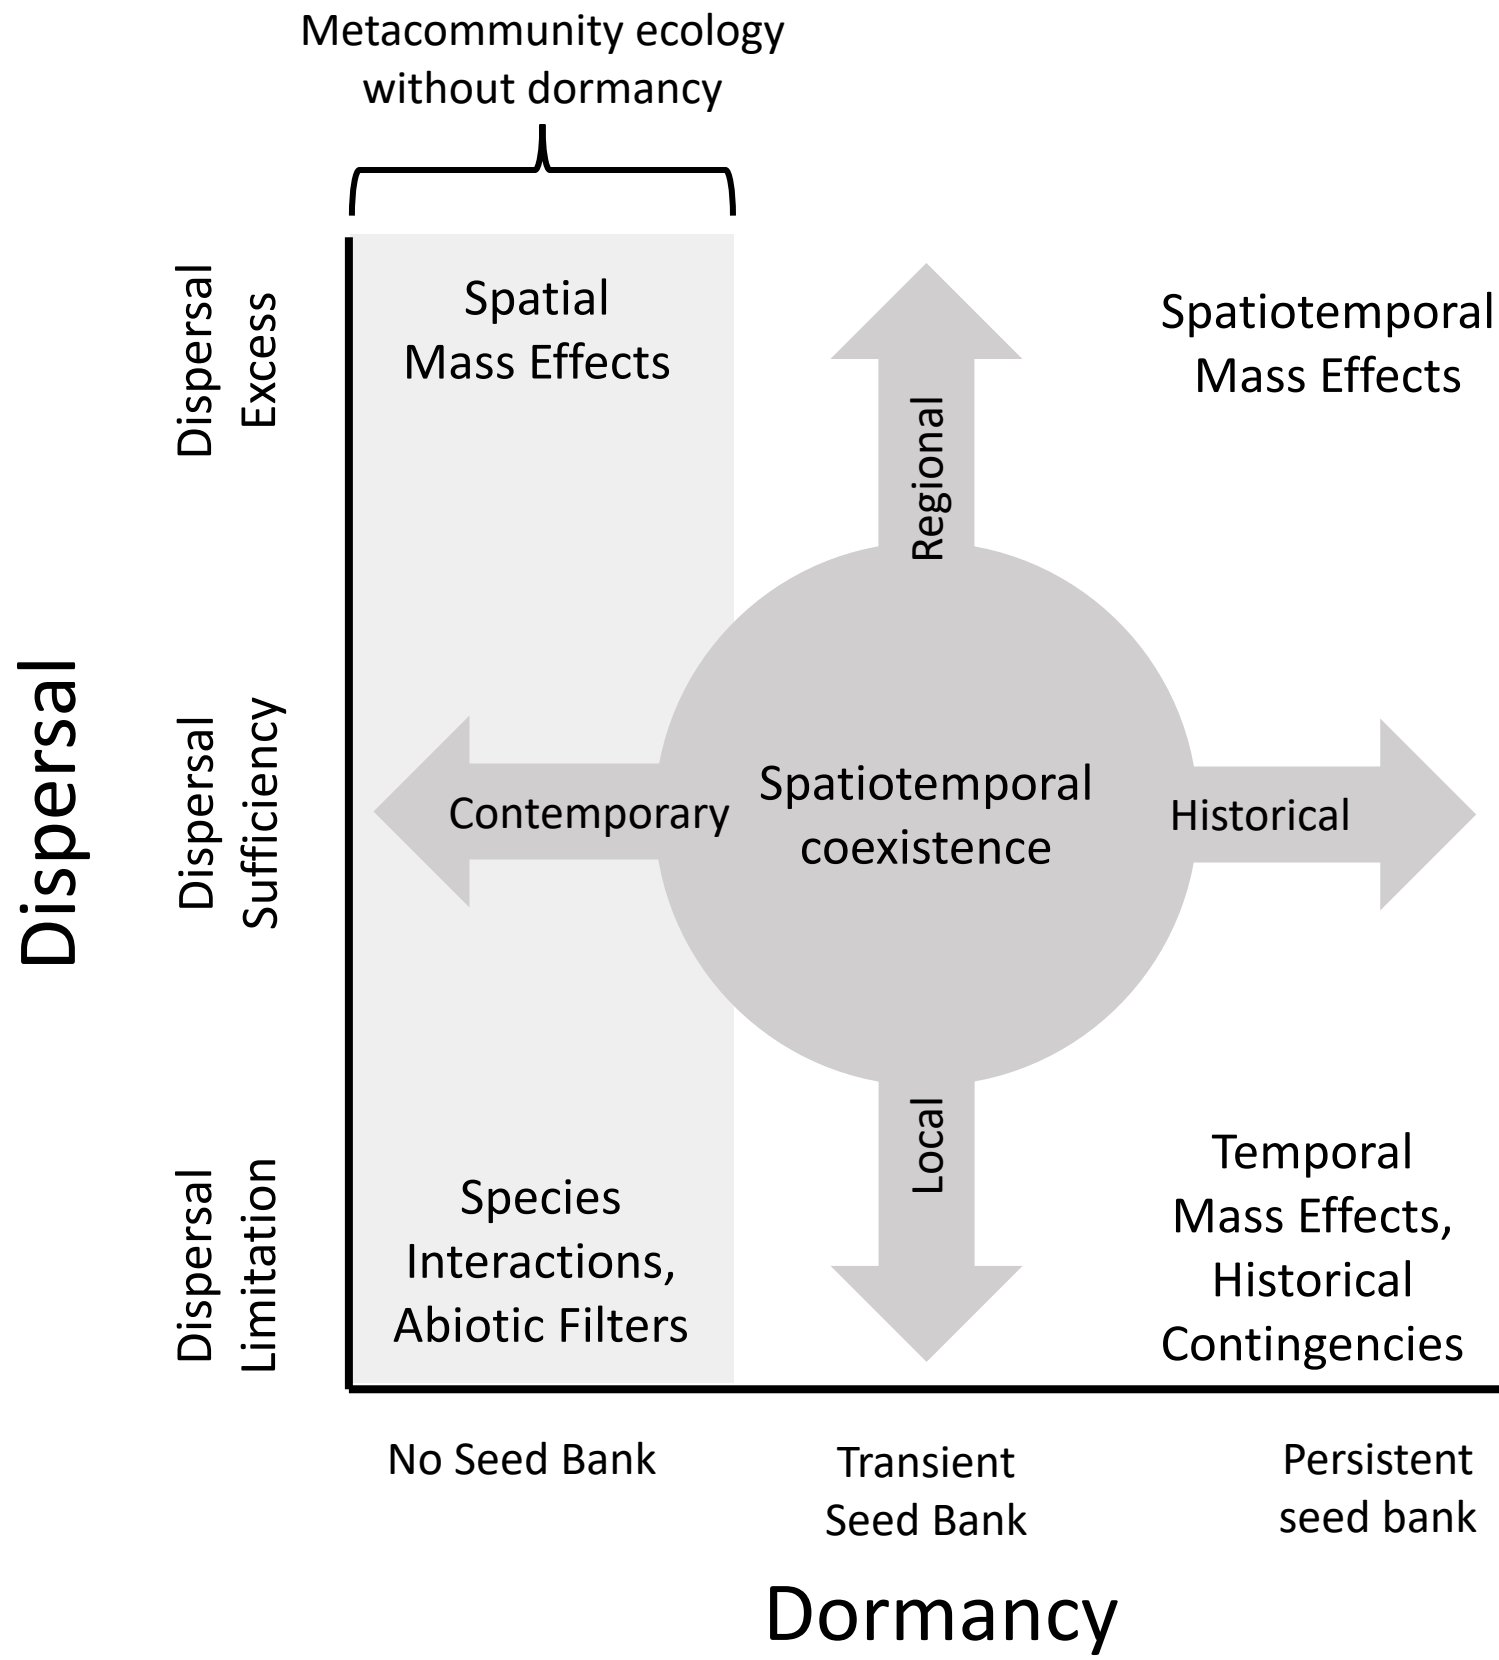 Metacommunity ecology
without dormancy
Dispersal
Dispersal
Excess
Spatial
Mass Effects
Regional
Spatiotemporal
Mass Effects
Dispersal
Sufficiency
Contemporary
Spatiotemporal
coexistence
Historical
Dispersal
Limitation
Species
Interactions,
Abiotic Filters
Local
Temporal
Mass Effects,
Historical
Contingencies
No Seed Bank
Transient
Seed Bank
Persistent
seed bank
Dormancy